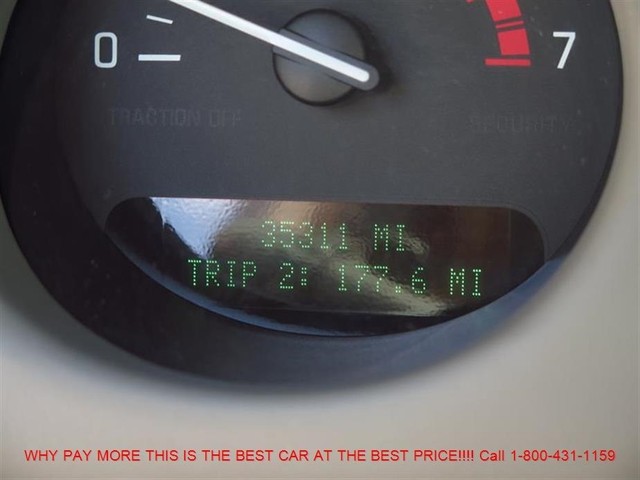 0 7
TRACTION OFF SECURITY
35311 MI
TRIP 2: 177.6 MI
WHY PAY MORE THIS IS THE BEST CAR AT THE BEST PRICE!!!! Call 1-800-431-1159